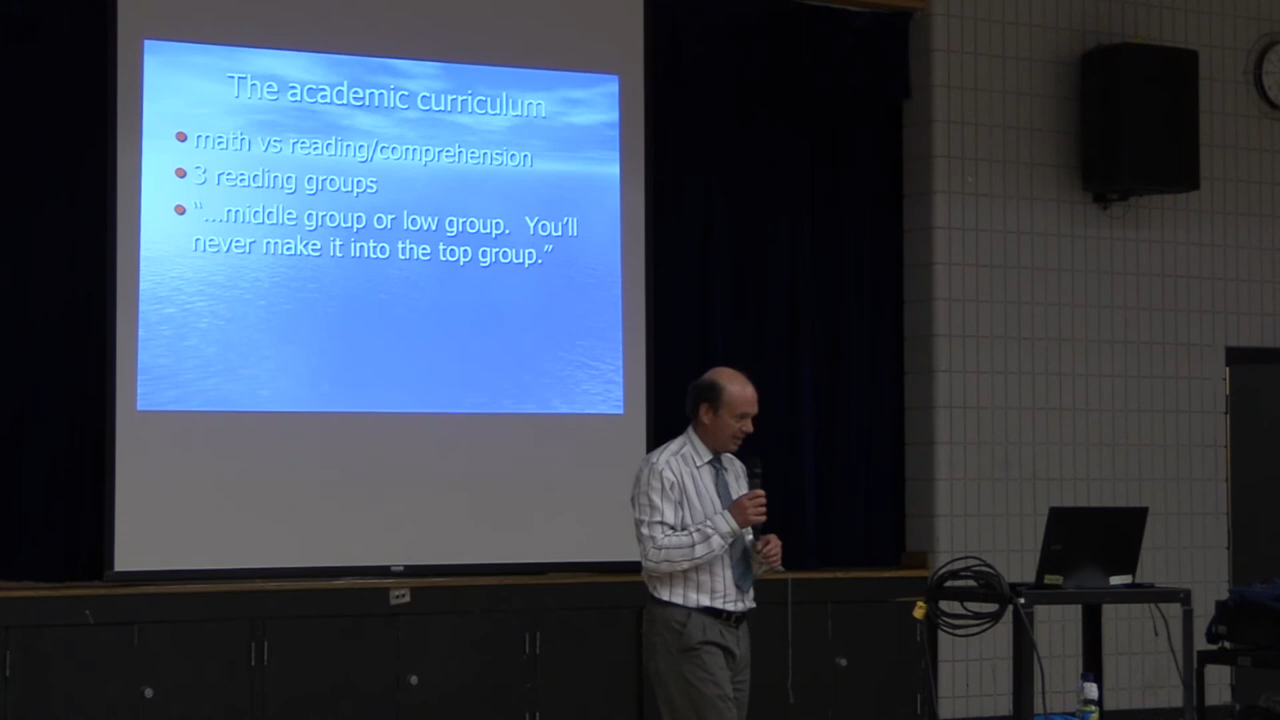 The academic curriculum
math vs reading/comprehension
3 reading groups
“…middle group or low group.  You’ll
never make it into the top group.”